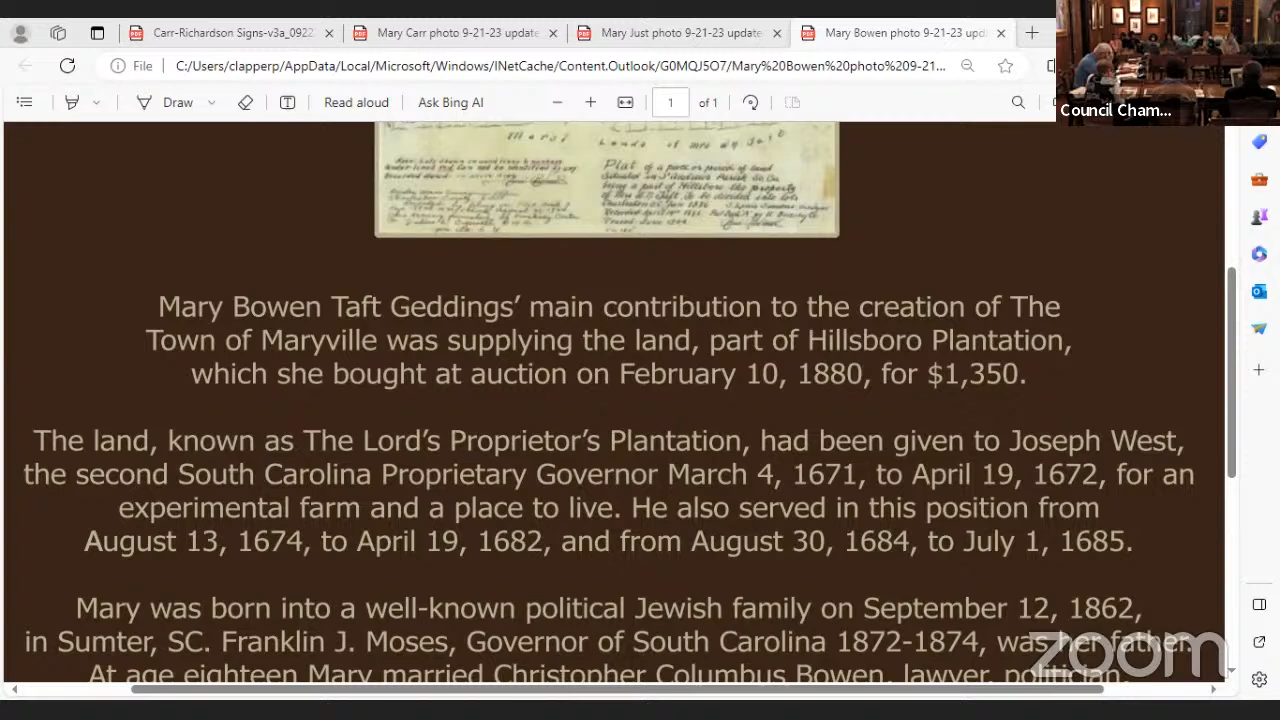 Carr-Richardson Signs-v3a_0922
Mary Carr photo 9-21-23 update
Mary Just photo 9-21-23 update
Mary Bowen photo 9-21-23 upd
File
C:/Users/clapperp/AppData/Local/Microsoft/Windows/INetCache/Content.Outlook/G0MQJ5O7/Mary%20Bowen%20photo%209-21...
Draw
Read aloud
Ask Bing AI
1
of 1
Council Cham...
Plat of a piece or parcel of land
Mary Bowen Taft Geddings’ main contribution to the creation of The
Town of Maryville was supplying the land, part of Hillsboro Plantation,
which she bought at auction on February 10, 1880, for $1,350.
The land, known as The Lord’s Proprietor’s Plantation, had been given to Joseph West,
the second South Carolina Proprietary Governor March 4, 1671, to April 19, 1672, for an
experimental farm and a place to live. He also served in this position from
August 13, 1674, to April 19, 1682, and from August 30, 1684, to July 1, 1685.
Mary was born into a well-known political Jewish family on September 12, 1862,
in Sumter, SC. Franklin J. Moses, Governor of South Carolina 1872-1874, was her father.
At age eighteen Mary married Christopher Columbus Bowen, lawyer, politician,
zoom